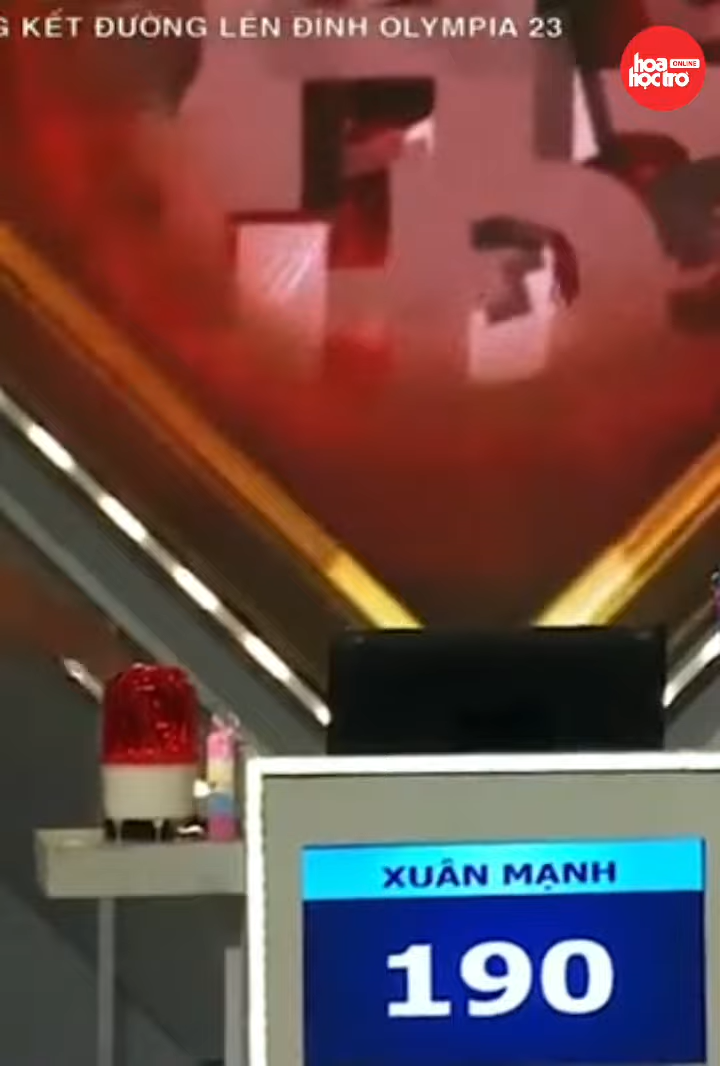 G KẾT ĐƯỜNG LÊN ĐỈNH OLYMPIA 23
hoa
ONLINE
học trò
XUÂN MẠNH
190